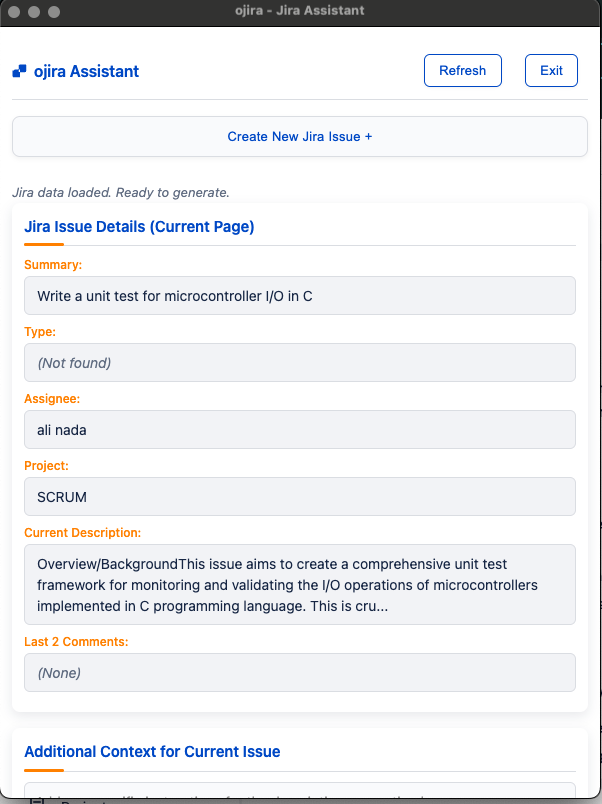 ojira - Jira Assistant
ojira Assistant
Refresh
Exit
Create New Jira Issue +
Jira data loaded. Ready to generate.
Jira Issue Details (Current Page)
Summary:
Write a unit test for microcontroller I/O in C
Type:
(Not found)
Assignee:
ali nada
Project:
SCRUM
Current Description:
Overview/BackgroundThis issue aims to create a comprehensive unit test
framework for monitoring and validating the I/O operations of microcontrollers
implemented in C programming language. This is cru...
Last 2 Comments:
(None)
Additional Context for Current Issue